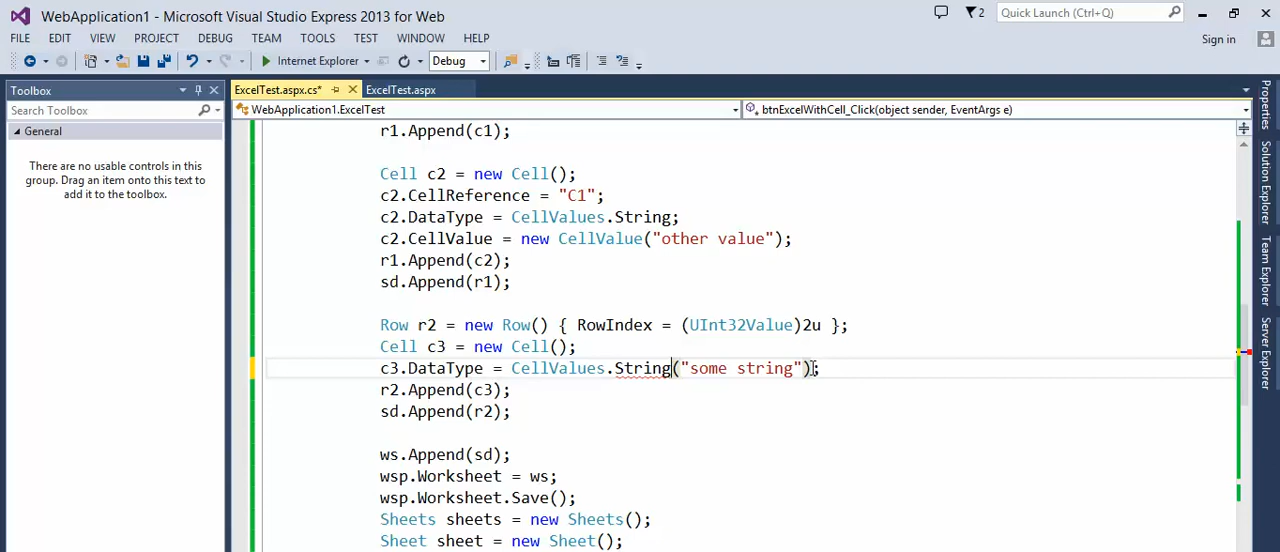 WebApplication1 - Microsoft Visual Studio Express 2013 for Web
2
Quick Launch (Ctrl+Q)
FILE EDIT VIEW PROJECT DEBUG TEAM TOOLS TEST WINDOW HELP
Sign in
Internet Explorer
Debug
Toolbox
Search Toolbox
General
There are no usable controls in this
group. Drag an item onto this text to
add it to the toolbox.
ExcelTest.aspx.cs*
ExcelTest.aspx
WebApplication1.ExcelTest
btnExcelWithCell_Click(object sender, EventArgs e)
r1.Append(c1);
Cell c2 = new Cell();
c2.CellReference = "C1";
c2.DataType = CellValues.String;
c2.CellValue = new CellValue("other value");
r1.Append(c2);
sd.Append(r1);
Row r2 = new Row() { RowIndex = (UInt32Value)2u };
Cell c3 = new Cell();
c3.DataType = CellValues.String("some string");
r2.Append(c3);
sd.Append(r2);
ws.Append(sd);
wsp.Worksheet = ws;
wsp.Worksheet.Save();
Sheets sheets = new Sheets();
Sheet sheet = new Sheet();
Properties
Solution Explorer
Team Explorer
Server Explorer